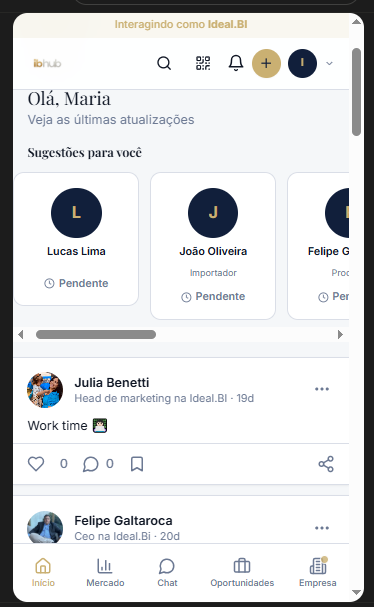 Interagindo como Ideal.BI
ibhub
I
Olá, Maria
Veja as últimas atualizações
Sugestões para você
L
J
Lucas Lima
João Oliveira
Felipe G
Importador
Proc
Pendente
Pendente
Per
Julia Benetti
Head de marketing na Ideal.BI · 19d
Work time
0
0
Felipe Galtaroca
Ceo na Ideal.Bi · 20d
Início
Mercado
Chat
Oportunidades
Empresa